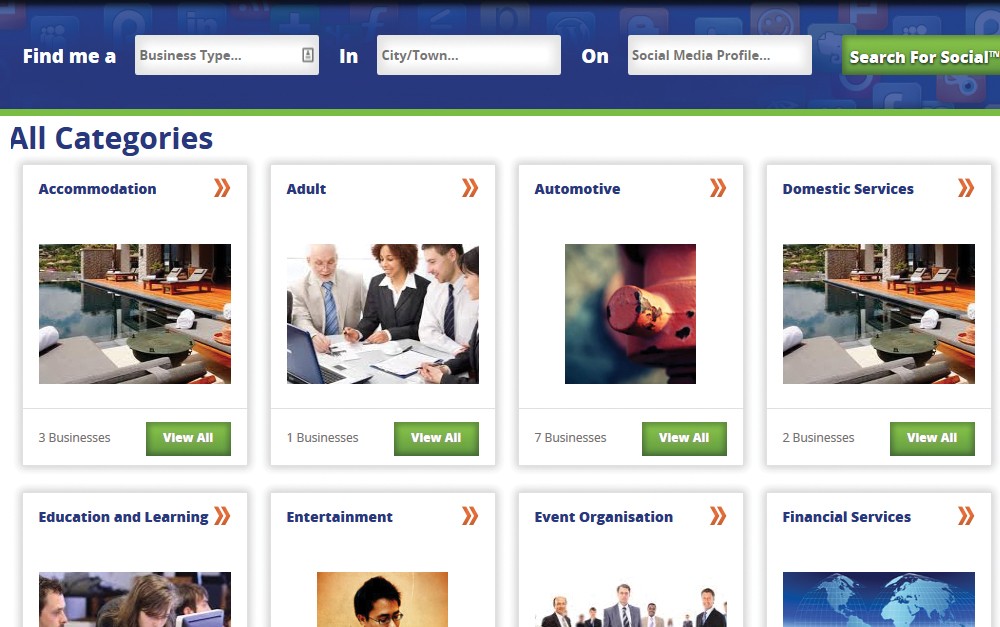 Find me a Business Type... In City/Town... On Social Media Profile... Search For Social™
All Categories
Accommodation Adult Automotive Domestic Services
3 Businesses View All 1 Businesses View All 7 Businesses View All 2 Businesses View All
Education and Learning Entertainment Event Organisation Financial Services